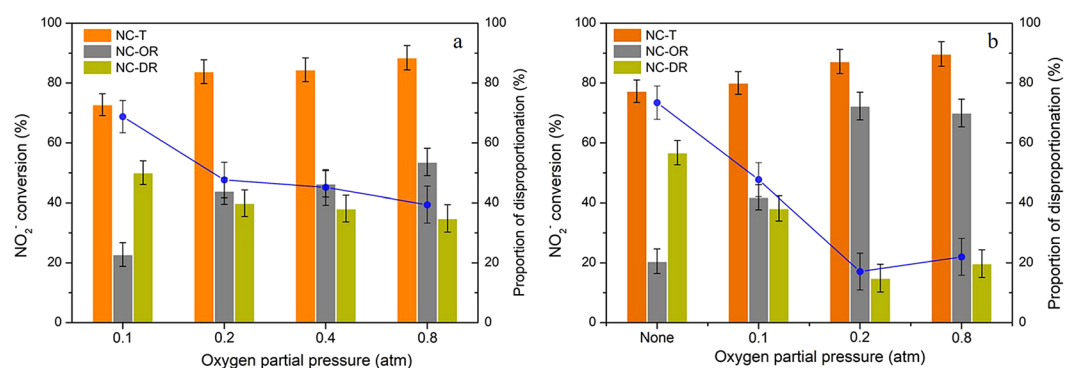 a
NC-T
NC-OR
NC-DR
100
80
60
40
20
0
NO2- conversion (%)
100
80
60
40
20
0
Proportion of disproportionation (%)
0.1 0.2 0.4 0.8
Oxygen partial pressure (atm)
b
NC-T
NC-OR
NC-DR
100
80
60
40
20
0
NO2- conversion (%)
100
80
60
40
20
0
Proportion of disproportionation (%)
None 0.1 0.2 0.8
Oxygen partial pressure (atm)